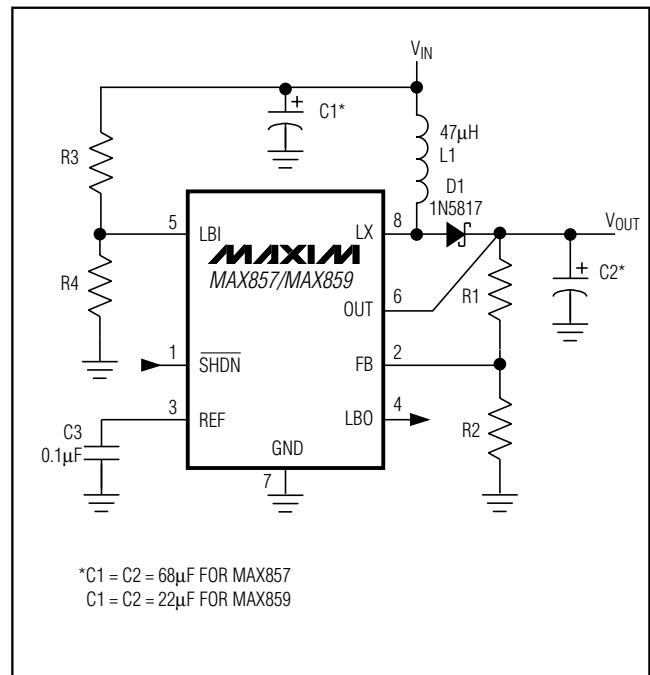 VIN
C1*
+
47μH
L1
R3
D1
1N5817
5
LBI
LX
8
VOUT
MAXIM
MAX857/MAX859
R4
R1
+
C2*
OUT
6
1
SHDN
FB
2
3
REF
LBO
4
C3
0.1μF
GND
R2
7
*C1 = C2 = 68μF FOR MAX857
C1 = C2 = 22μF FOR MAX859